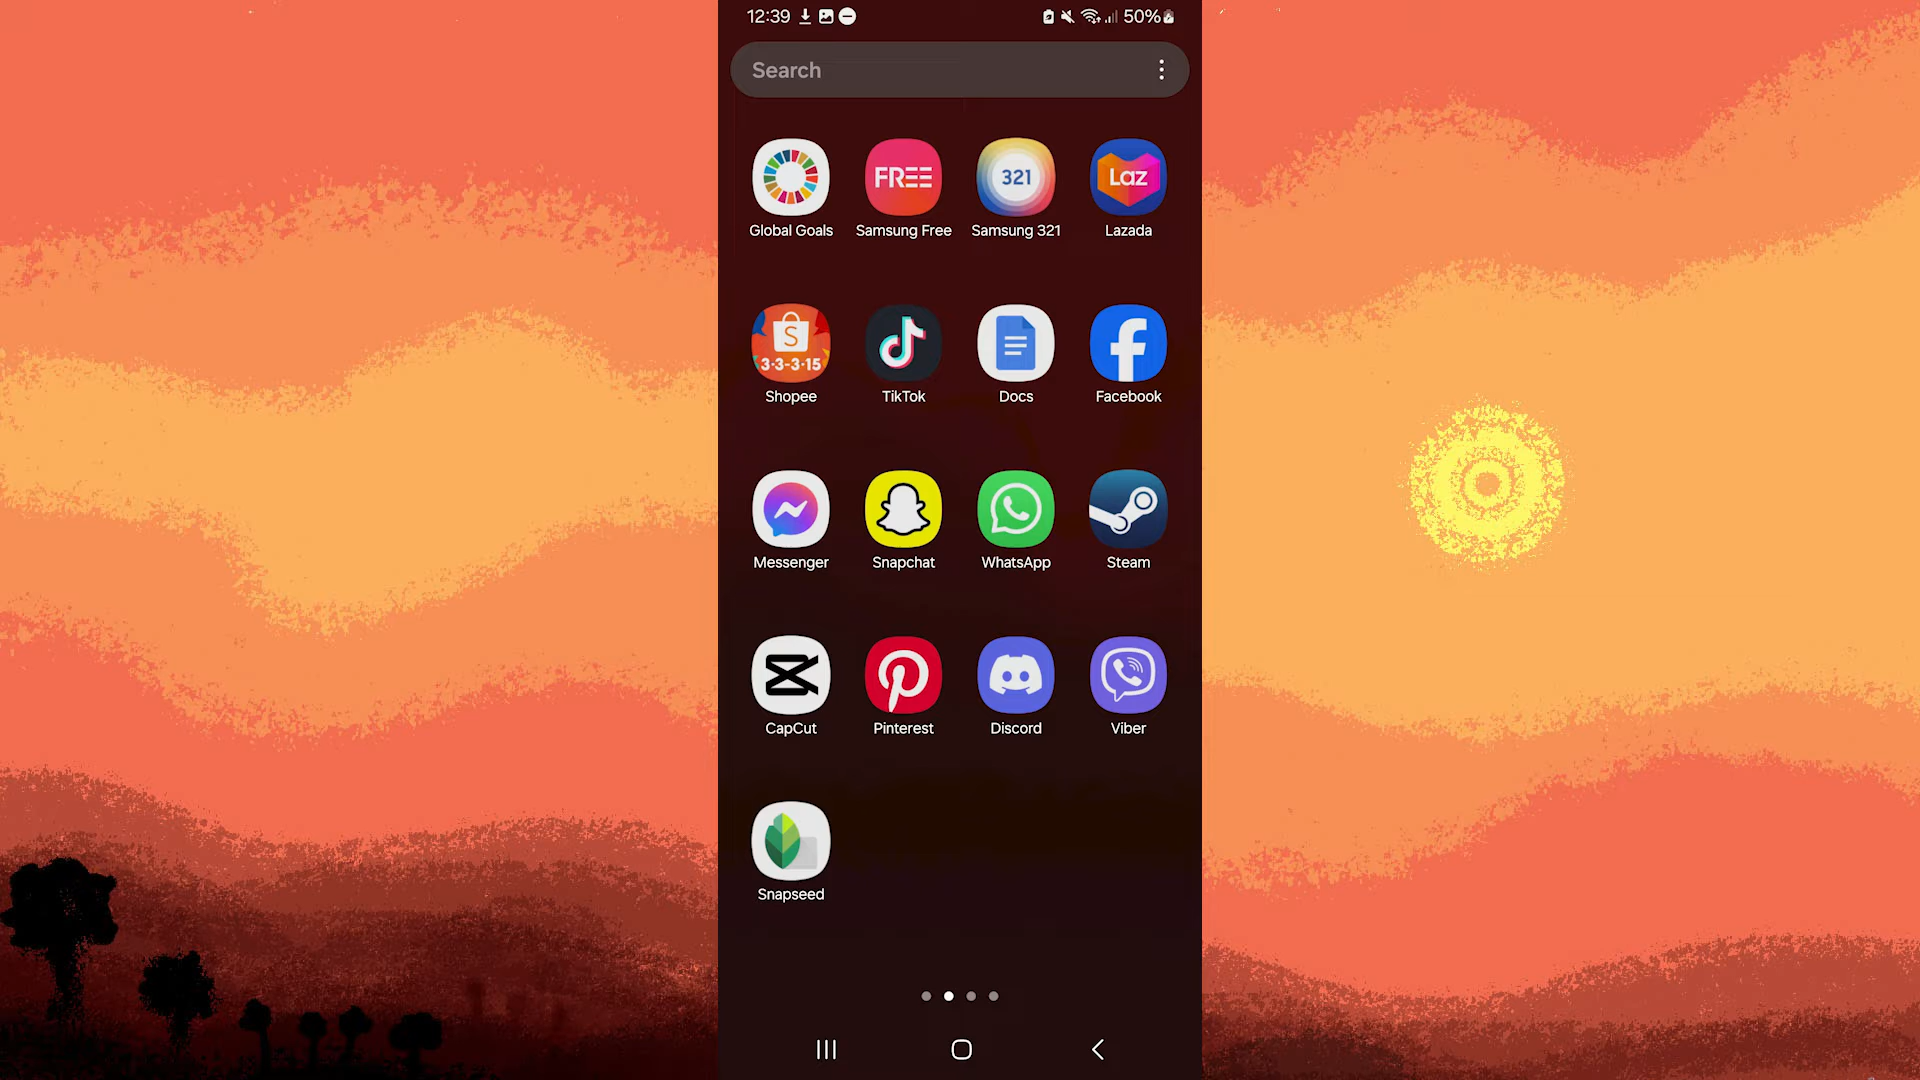 12:39
50%
Search
FREE
321
Laz
Global Goals
Samsung Free
Samsung 321
Lazada
S
3-3-3-15
Shopee
TikTok
Docs
Facebook
Messenger
Snapchat
WhatsApp
Steam
CapCut
Pinterest
Discord
Viber
Snapseed